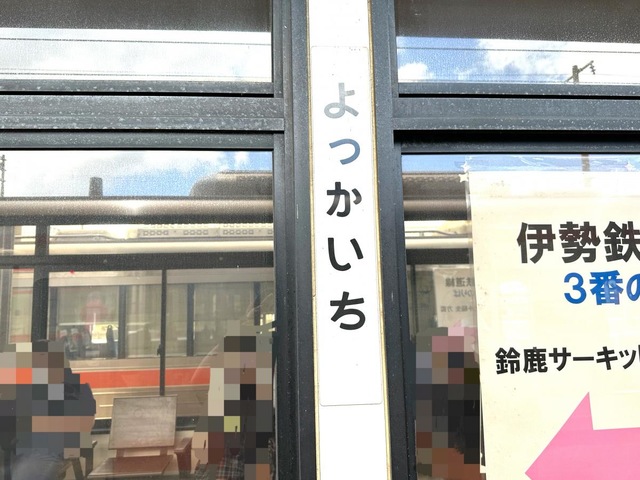 よっかいち
伊勢鉄
3番の
鈴鹿サーキッ